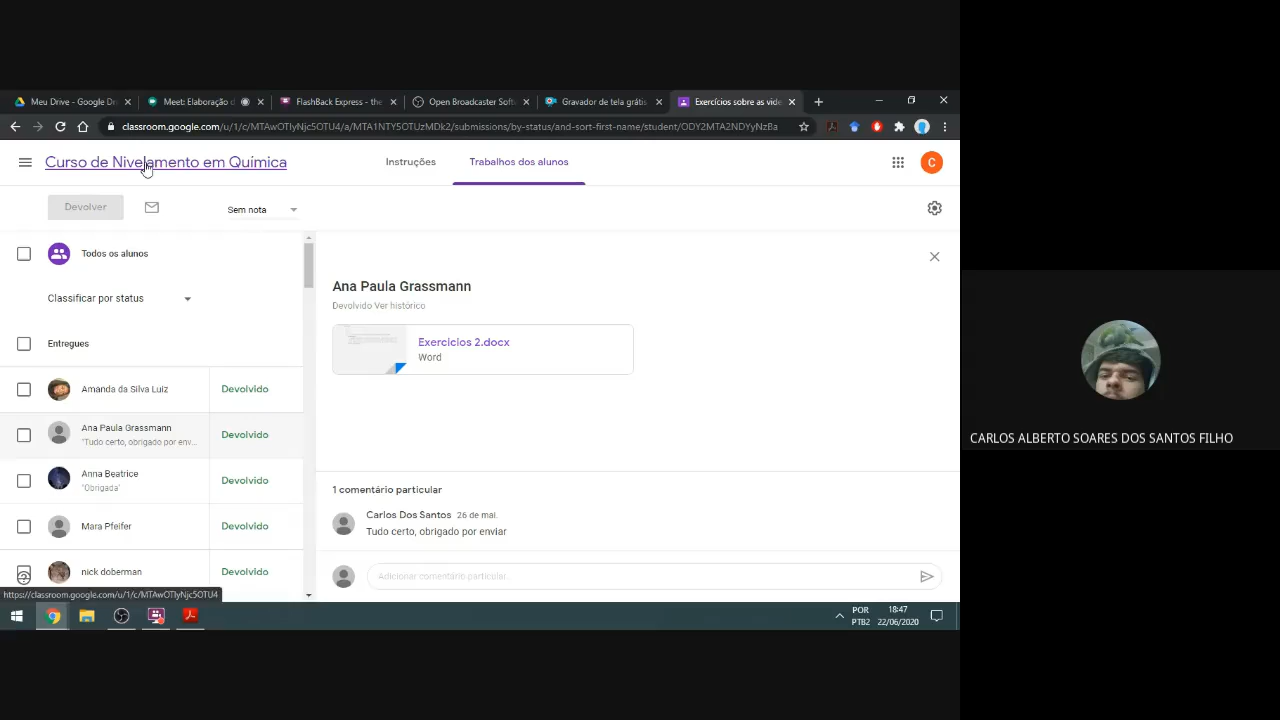 Meu Drive - Google Dr
Meet: Elaboração d
FlashBack Express - the
Open Broadcaster Soft
Gravador de tela grátis
Exercícios sobre as vide
classroom.google.com/u/1/c/MTAwOTIyNjc5OTU4/a/MTA1NTY5OTUzMDk2/submissions/by-status/and-sort-first-name/student/ODY2MTA2NDYyNzBa
Curso de Nivelamento em Química
Instruções
Trabalhos dos alunos
C
Devolver
Sem nota
Todos os alunos
Classificar por status
Entregues
Amanda da Silva Luiz
Devolvido
Ana Paula Grassmann
"Tudo certo, obrigado por env...
Devolvido
Anna Beatrice
"Obrigada"
Devolvido
Mara Pfeifer
Devolvido
nick doberman
Devolvido
https://classroom.google.com/u/1/c/MTAwOTIyNjc5OTU4
Ana Paula Grassmann
Devolvido Ver histórico
Exercicios 2.docx
Word
1 comentário particular
Carlos Dos Santos 26 de mai.
Tudo certo, obrigado por enviar
Adicionar comentário particular
POR
PTB2
18:47
22/06/2020
CARLOS ALBERTO SOARES DOS SANTOS FILHO